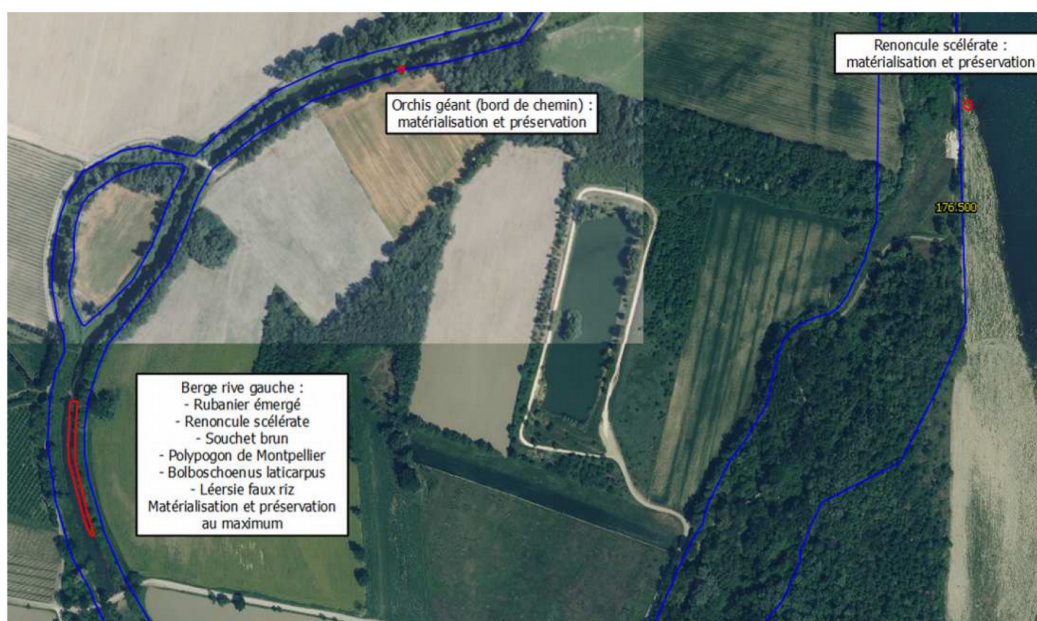 Renoncule scélérate :
matérialisation et préservation
Orchis géant (bord de chemin) :
matérialisation et préservation
176.500
Berge rive gauche :
- Rubanier émergé
- Renoncule scélérate
- Souchet brun
- Polypogon de Montpellier
- Bolboschoenus laticarpus
- Léersie faux riz
Matérialisation et préservation
au maximum